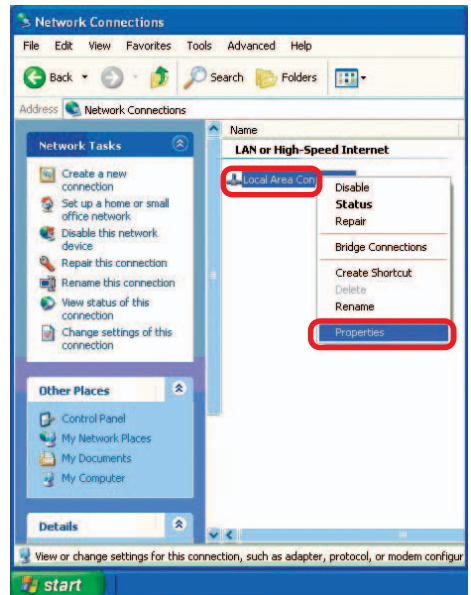 Network Connections
File Edit View Favorites Tools Advanced Help
Back Search Folders
Address Network Connections
Network Tasks
Create a new
connection
Set up a home or small
office network
Disable this network
device
Repair this connection
Rename this connection
View status of this
connection
Change settings of this
connection
Other Places
Control Panel
My Network Places
My Documents
My Computer
Details
Name
LAN or High-Speed Internet
Local Area Con
Disable
Status
Repair
Bridge Connections
Create Shortcut
Delete
Rename
Properties
View or change settings for this connection, such as adapter, protocol, or modem configur
start